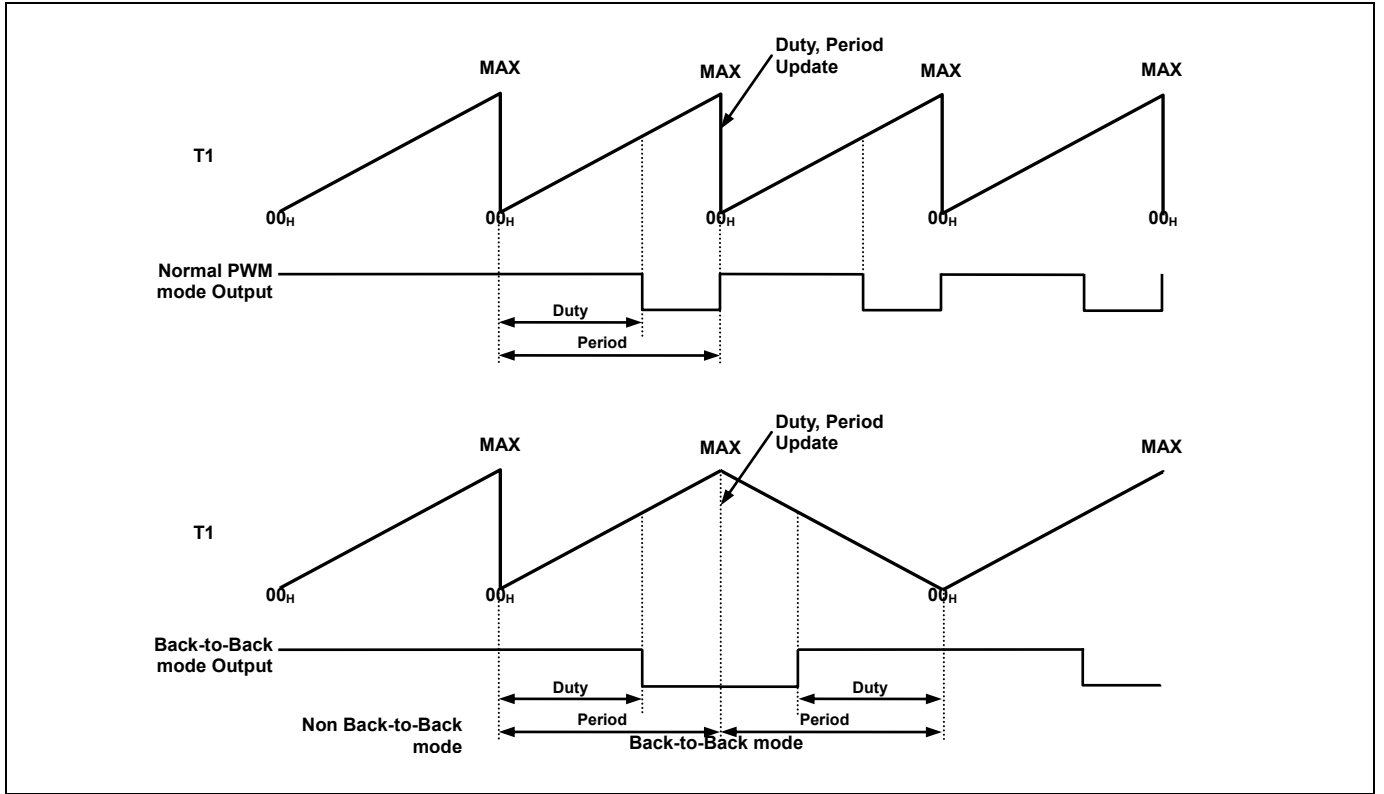 Duty, Period
Update
MAX
MAX
MAX
MAX
T1
00H
00H
00H
00H
00H
Normal PWM
mode Output
Duty
Period
Duty, Period
Update
MAX
MAX
MAX
T1
00H
00H
00H
Back-to-Back
mode Output
Duty
Duty
Non Back-to-Back
mode
Period
Period
Back-to-Back mode